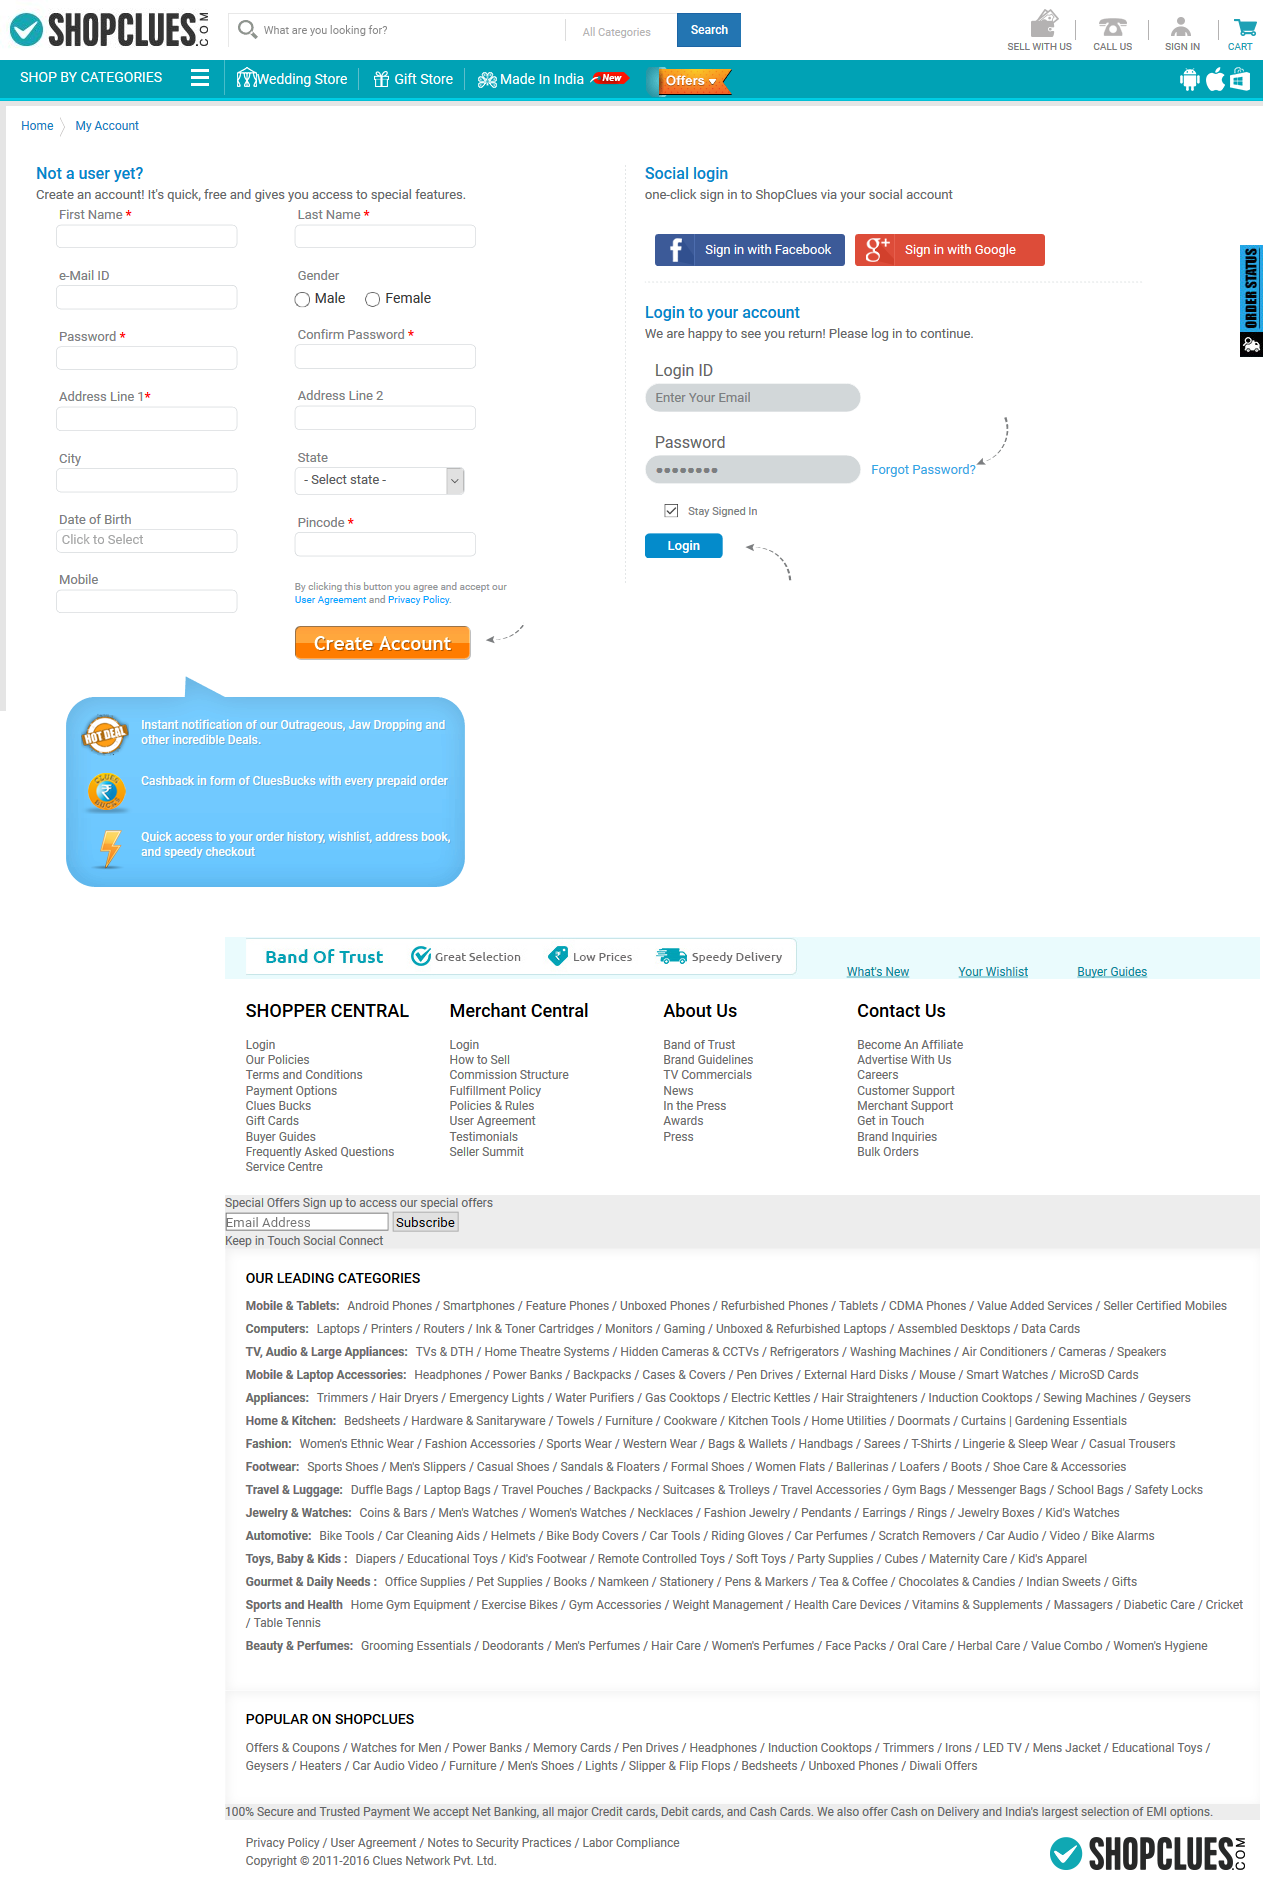 SHOPCLUES.COM
What are you looking for?
All Categories
Search
SELL WITH US
CALL US
SIGN IN
CART
SHOP BY CATEGORIES
Wedding Store
Gift Store
Made In India
New
Offers
Home
My Account
Not a user yet?
Create an account! It's quick, free and gives you access to special features.
First Name *
Last Name *
e-Mail ID
Gender
Male
Female
Password *
Confirm Password *
Address Line 1*
Address Line 2
City
State
- Select state -
Date of Birth
Click to Select
Pincode *
Mobile
By clicking this button you agree and accept our
User Agreement and Privacy Policy.
Create Account
HOT DEAL
Instant notification of our Outrageous, Jaw Dropping and
other incredible Deals.
CLUES BUCKS
Cashback in form of CluesBucks with every prepaid order
Quick access to your order history, wishlist, address book,
and speedy checkout
Social login
one-click sign in to ShopClues via your social account
Sign in with Facebook
Sign in with Google
Login to your account
We are happy to see you return! Please log in to continue.
Login ID
Enter Your Email
Password
Forgot Password?
Stay Signed In
Login
ORDER STATUS
Band Of Trust
Great Selection
Low Prices
Speedy Delivery
What's New
Your Wishlist
Buyer Guides
SHOPPER CENTRAL
Login
Our Policies
Terms and Conditions
Payment Options
Clues Bucks
Gift Cards
Buyer Guides
Frequently Asked Questions
Service Centre
Merchant Central
Login
How to Sell
Commission Structure
Fulfillment Policy
Policies & Rules
User Agreement
Testimonials
Seller Summit
About Us
Band of Trust
Brand Guidelines
TV Commercials
News
In the Press
Awards
Press
Contact Us
Become An Affiliate
Advertise With Us
Careers
Customer Support
Merchant Support
Get in Touch
Brand Inquiries
Bulk Orders
Special Offers Sign up to access our special offers
Email Address
Subscribe
Keep in Touch Social Connect
OUR LEADING CATEGORIES
Mobile & Tablets: Android Phones / Smartphones / Feature Phones / Unboxed Phones / Refurbished Phones / Tablets / CDMA Phones / Value Added Services / Seller Certified Mobiles
Computers: Laptops / Printers / Routers / Ink & Toner Cartridges / Monitors / Gaming / Unboxed & Refurbished Laptops / Assembled Desktops / Data Cards
TV, Audio & Large Appliances: TVs & DTH / Home Theatre Systems / Hidden Cameras & CCTVs / Refrigerators / Washing Machines / Air Conditioners / Cameras / Speakers
Mobile & Laptop Accessories: Headphones / Power Banks / Backpacks / Cases & Covers / Pen Drives / External Hard Disks / Mouse / Smart Watches / MicroSD Cards
Appliances: Trimmers / Hair Dryers / Emergency Lights / Water Purifiers / Gas Cooktops / Electric Kettles / Hair Straighteners / Induction Cooktops / Sewing Machines / Geysers
Home & Kitchen: Bedsheets / Hardware & Sanitaryware / Towels / Furniture / Cookware / Kitchen Tools / Home Utilities / Doormats / Curtains | Gardening Essentials
Fashion: Women's Ethnic Wear / Fashion Accessories / Sports Wear / Western Wear / Bags & Wallets / Handbags / Sarees / T-Shirts / Lingerie & Sleep Wear / Casual Trousers
Footwear: Sports Shoes / Men's Slippers / Casual Shoes / Sandals & Floaters / Formal Shoes / Women Flats / Ballerinas / Loafers / Boots / Shoe Care & Accessories
Travel & Luggage: Duffle Bags / Laptop Bags / Travel Pouches / Backpacks / Suitcases & Trolleys / Travel Accessories / Gym Bags / Messenger Bags / School Bags / Safety Locks
Jewelry & Watches: Coins & Bars / Men's Watches / Women's Watches / Necklaces / Fashion Jewelry / Pendants / Earrings / Rings / Jewelry Boxes / Kid's Watches
Automotive: Bike Tools / Car Cleaning Aids / Helmets / Bike Body Covers / Car Tools / Riding Gloves / Car Perfumes / Scratch Removers / Car Audio / Video / Bike Alarms
Toys, Baby & Kids : Diapers / Educational Toys / Kid's Footwear / Remote Controlled Toys / Soft Toys / Party Supplies / Cubes / Maternity Care / Kid's Apparel
Gourmet & Daily Needs : Office Supplies / Pet Supplies / Books / Namkeen / Stationery / Pens & Markers / Tea & Coffee / Chocolates & Candies / Indian Sweets / Gifts
Sports and Health Home Gym Equipment / Exercise Bikes / Gym Accessories / Weight Management / Health Care Devices / Vitamins & Supplements / Massagers / Diabetic Care / Cricket
/ Table Tennis
Beauty & Perfumes: Grooming Essentials / Deodorants / Men's Perfumes / Hair Care / Women's Perfumes / Face Packs / Oral Care / Herbal Care / Value Combo / Women's Hygiene
POPULAR ON SHOPCLUES
Offers & Coupons / Watches for Men / Power Banks / Memory Cards / Pen Drives / Headphones / Induction Cooktops / Trimmers / Irons / LED TV / Mens Jacket / Educational Toys /
Geysers / Heaters / Car Audio Video / Furniture / Men's Shoes / Lights / Slipper & Flip Flops / Bedsheets / Unboxed Phones / Diwali Offers
100% Secure and Trusted Payment We accept Net Banking, all major Credit cards, Debit cards, and Cash Cards. We also offer Cash on Delivery and India's largest selection of EMI options.
Privacy Policy / User Agreement / Notes to Security Practices / Labor Compliance
Copyright © 2011-2016 Clues Network Pvt. Ltd.
SHOPCLUES.COM